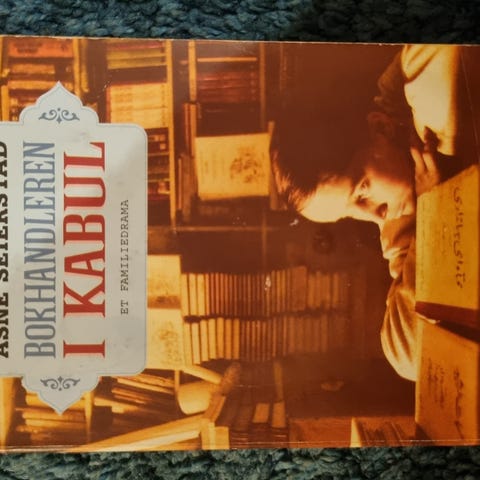 ÅSNE SEIERSTAD
BOKHANDLEREN
I KABUL
ET FAMILIEDRAMA